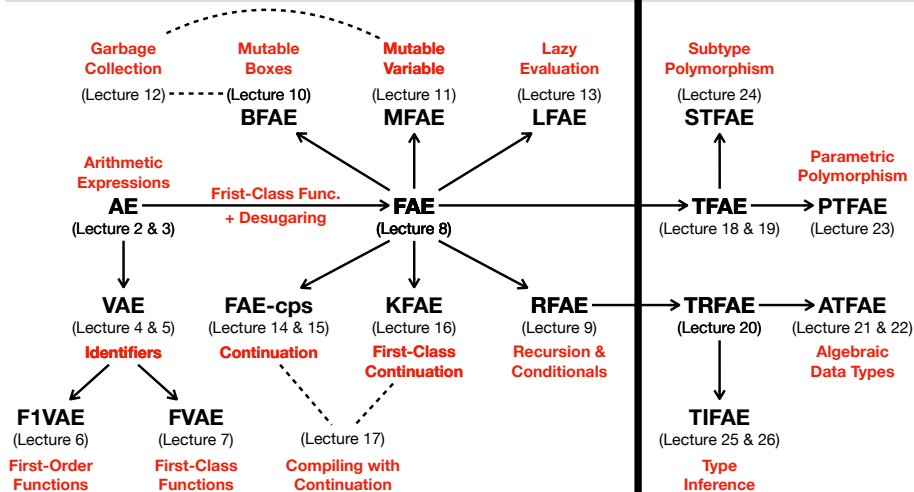 Garbage
Collection
(Lecture 12)
Mutable
Boxes
(Lecture 10)
BFAE
Mutable
Variable
(Lecture 11)
MFAE
Lazy
Evaluation
(Lecture 13)
LFAE
Subtype
Polymorphism
(Lecture 24)
STFAE
Arithmetic
Expressions
AE
(Lecture 2 & 3)
Frist-Class Func.
+ Desugaring
FAE
(Lecture 8)
TFAE
(Lecture 18 & 19)
Parametric
Polymorphism
PTFAE
(Lecture 23)
VAE
(Lecture 4 & 5)
Identifiers
FAE-cps
(Lecture 14 & 15)
Continuation
KFAE
(Lecture 16)
First-Class
Continuation
RFAE
(Lecture 9)
Recursion &
Conditionals
TRFAE
(Lecture 20)
ATFAE
(Lecture 21 & 22)
Algebraic
Data Types
F1VAE
(Lecture 6)
First-Order
Functions
FVAE
(Lecture 7)
First-Class
Functions
(Lecture 17)
Compiling with
Continuation
TIFAE
(Lecture 25 & 26)
Type
Inference